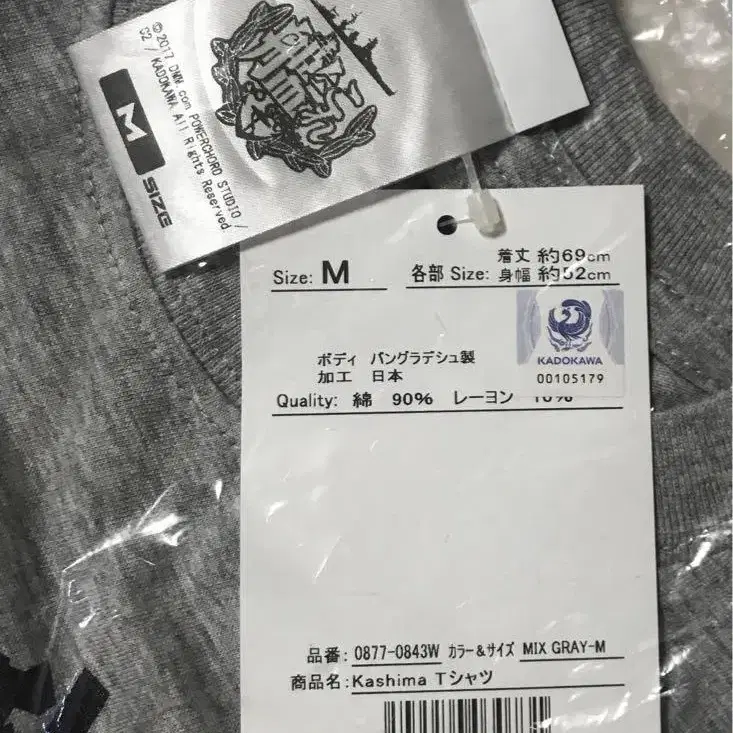 © 2017 DMM.com POWERCHORD STUDIO /
C2 / KADOKAWA All Rights Reserved
M SIZE
艦これ
Size: M
各部 Size: 着丈 約69cm
身幅 約52cm
KADOKAWA
00105179
ボディ バングラデシュ製
加工 日本
Quality: 綿 90% レーヨン 10%
品番: 0877-0843W カラー&サイズ MIX GRAY-M
商品名: Kashima Tシャツ